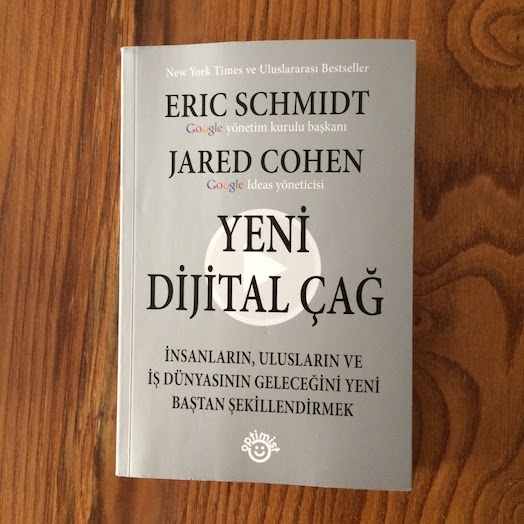 New York Times ve Uluslararası Bestseller
ERIC SCHMIDT
Google yönetim kurulu başkanı
JARED COHEN
Google Ideas yöneticisi
YENİ
DİJİTAL ÇAĞ
İNSANLARIN, ULUSLARIN VE
İŞ DÜNYASININ GELECEĞİNİ YENİ
BAŞTAN ŞEKİLLENDİRMEK
optimist